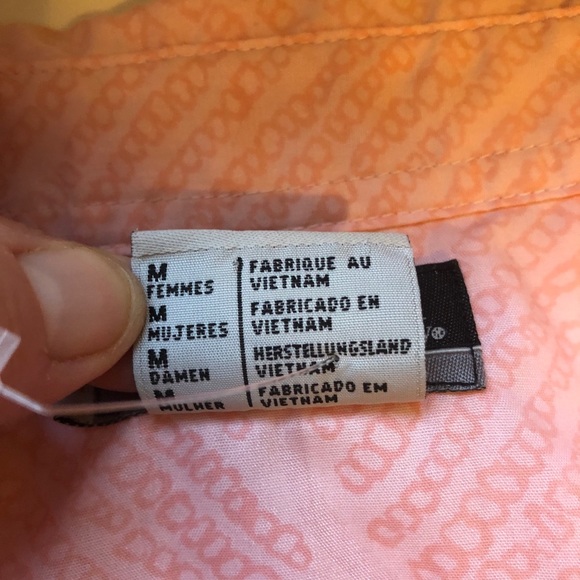 M
FEMMES
FABRIQUE AU
VIETNAM
M
MUJERES
FABRICADO EN
VIETNAM
M
DAMEN
HERSTELLUNGSLAND
VIETNAM
M
MULHER
FABRICADO EM
VIETNAM